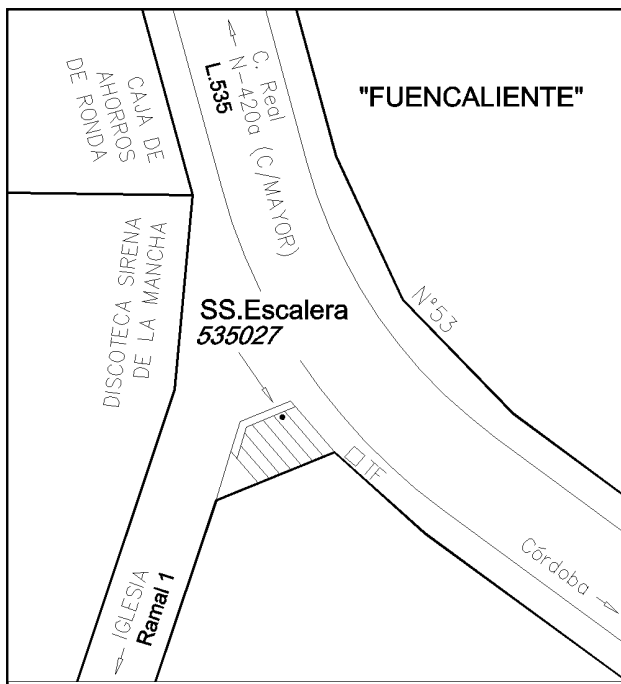 "FUENCALIENTE"
C. Real
N-420a (C/MAYOR)
L.535
CAJA DE
AHORROS
DE RONDA
DISCOTECA SIRENA
DE LA MANCHA
SS.Escalera
535027
Nº53
TF
Córdoba
IGLESIA
Ramal 1